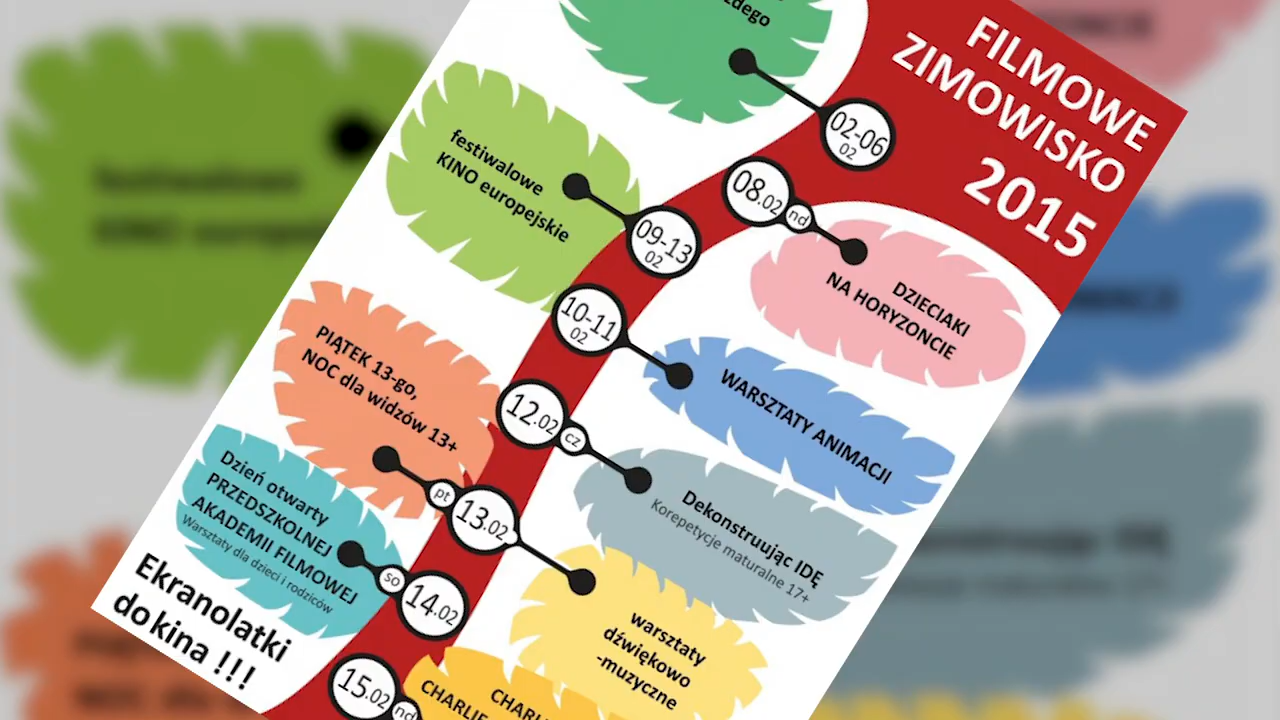 FILMOWE
ZIMOWISKO
2015
02-06
02
08.02 nd
DZIECIAKI
NA HORYZONCIE
festiwalowe
KINO europejskie
09-13
02
10-11
02
WARSZTATY ANIMACJI
12.02 cz
Dekonstruując IDĘ
Korepetycje maturalne 17+
PIĄTEK 13-go,
NOC dla widzów 13+
pt 13.02
warsztaty
dźwiękowo
-muzyczne
Dzień otwarty
PRZEDSZKOLNEJ
AKADEMII FILMOWEJ
Warsztaty dla dzieci i rodziców
so 14.02
15.02 nd
Ekranolatki
do kina !!!